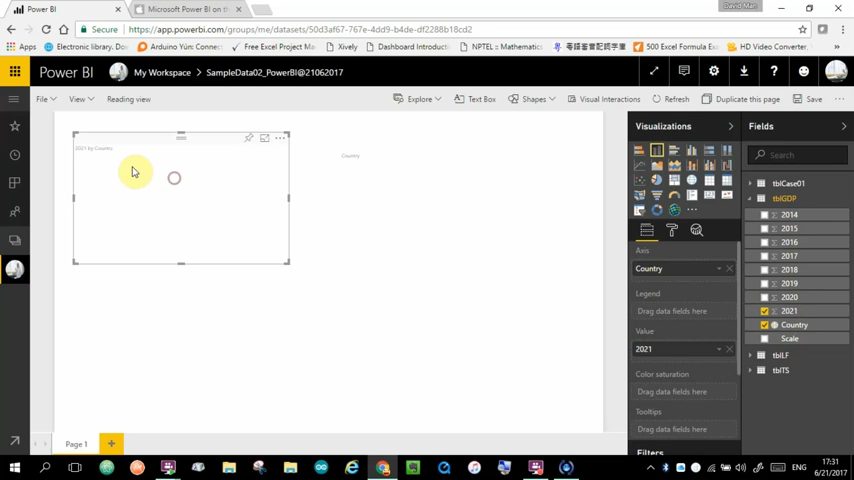 David Man
Power BI
Microsoft Power BI on th
Secure
https://app.powerbi.com/groups/me/datasets/50d3af67-767e-4dd9-b4de-df2288b18cd2
Apps
Electronic library. Do
Arduino Yún: Connect
Free Excel Project Ma
Xively
Dashboard Introducti
NPTEL :: Mathematics
500 Excel Formula Ex
HD Video Converter,
Power BI
My Workspace
SampleData02_PowerBI@21062017
File
View
Reading view
Explore
Text Box
Shapes
Visual Interactions
Refresh
Duplicate this page
Save
2021 by Country
Country
Visualizations
Axis
Country
Legend
Drag data fields here
Value
2021
Color saturation
Drag data fields here
Tooltips
Drag data fields here
Filters
Fields
Search
tblCase01
tblGDP
2014
2015
2016
2017
2018
2019
2020
2021
Country
Scale
tblLF
tblTS
Page 1
ENG
17:31
6/21/2017